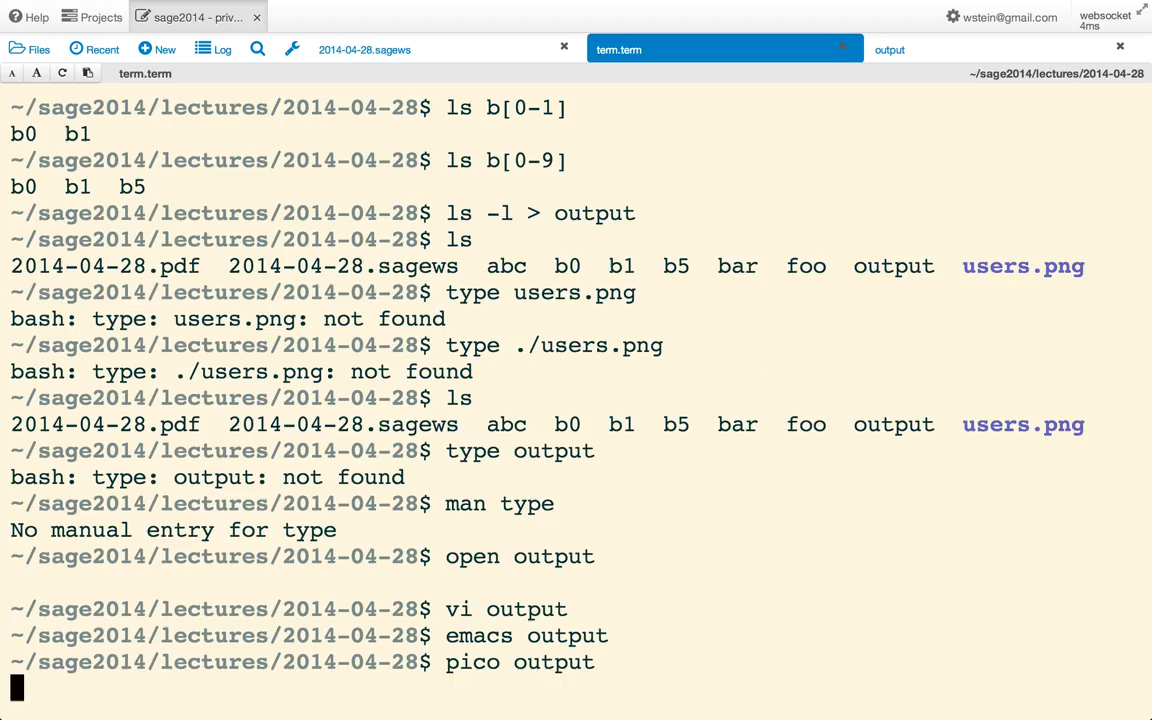 Help Projects sage2014 - priv... × wstein@gmail.com websocket
4ms
Files Recent New Log 2014-04-28.sagews × term.term × output ×
A A C term.term ~/sage2014/lectures/2014-04-28
~/sage2014/lectures/2014-04-28$ ls b[0-1]
b0 b1
~/sage2014/lectures/2014-04-28$ ls b[0-9]
b0 b1 b5
~/sage2014/lectures/2014-04-28$ ls -l > output
~/sage2014/lectures/2014-04-28$ ls
2014-04-28.pdf 2014-04-28.sagews abc b0 b1 b5 bar foo output users.png
~/sage2014/lectures/2014-04-28$ type users.png
bash: type: users.png: not found
~/sage2014/lectures/2014-04-28$ type ./users.png
bash: type: ./users.png: not found
~/sage2014/lectures/2014-04-28$ ls
2014-04-28.pdf 2014-04-28.sagews abc b0 b1 b5 bar foo output users.png
~/sage2014/lectures/2014-04-28$ type output
bash: type: output: not found
~/sage2014/lectures/2014-04-28$ man type
No manual entry for type
~/sage2014/lectures/2014-04-28$ open output
~/sage2014/lectures/2014-04-28$ vi output
~/sage2014/lectures/2014-04-28$ emacs output
~/sage2014/lectures/2014-04-28$ pico output